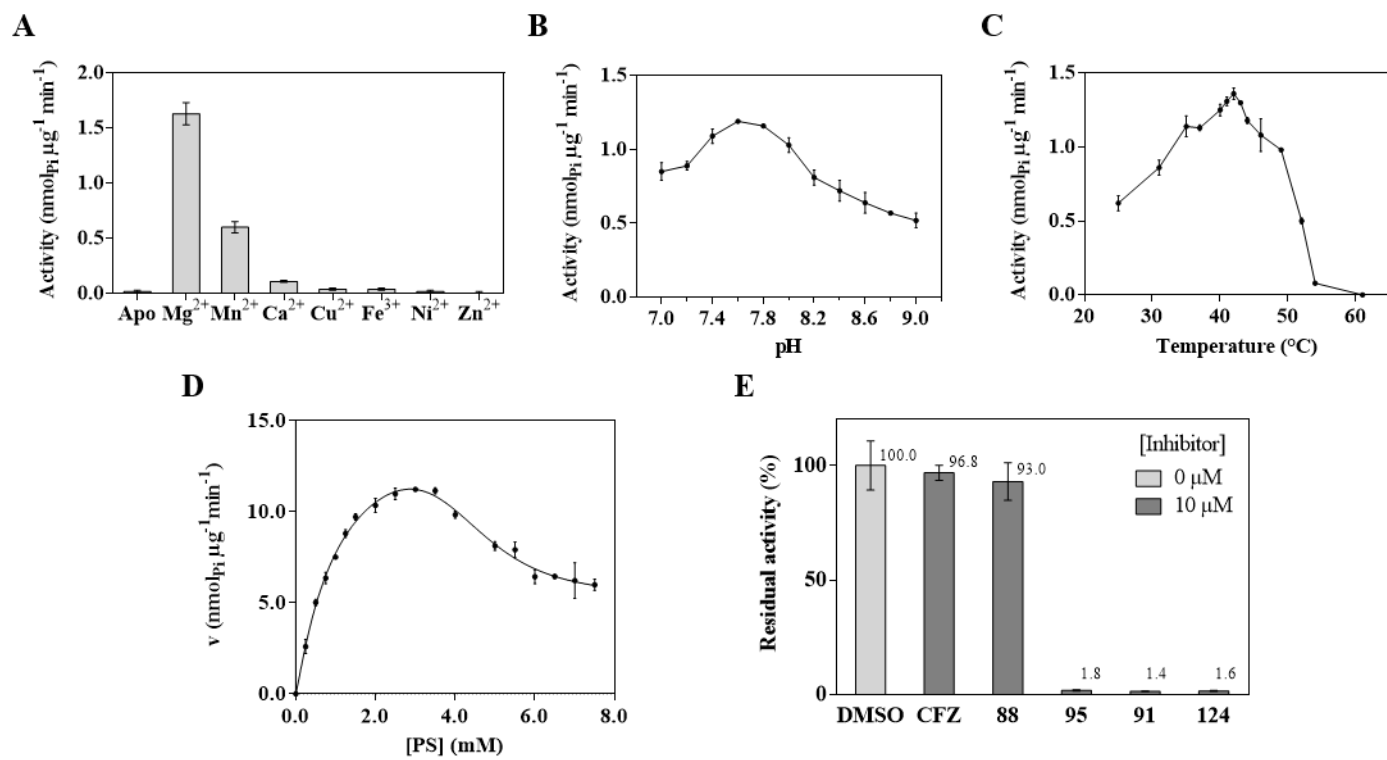 A
Activity (nmolPi µg-1 min-1)
2.0
1.5
1.0
0.5
0.0
Apo Mg2+ Mn2+ Ca2+ Cu2+ Fe3+ Ni2+ Zn2+
B
Activity (nmolPi µg-1 min-1)
1.5
1.0
0.5
0.0
7.0 7.4 7.8 8.2 8.6 9.0
pH
C
Activity (nmolPi µg-1 min-1)
1.5
1.0
0.5
0.0
20 30 40 50 60
Temperature (°C)
D
v (nmolPi µg-1min-1)
15.0
10.0
5.0
0.0
0.0 2.0 4.0 6.0 8.0
[PS] (mM)
E
Residual activity (%)
100
50
0
100.0
96.8
93.0
1.8
1.4
1.6
[Inhibitor]
0 µM
10 µM
DMSO CFZ 88 95 91 124